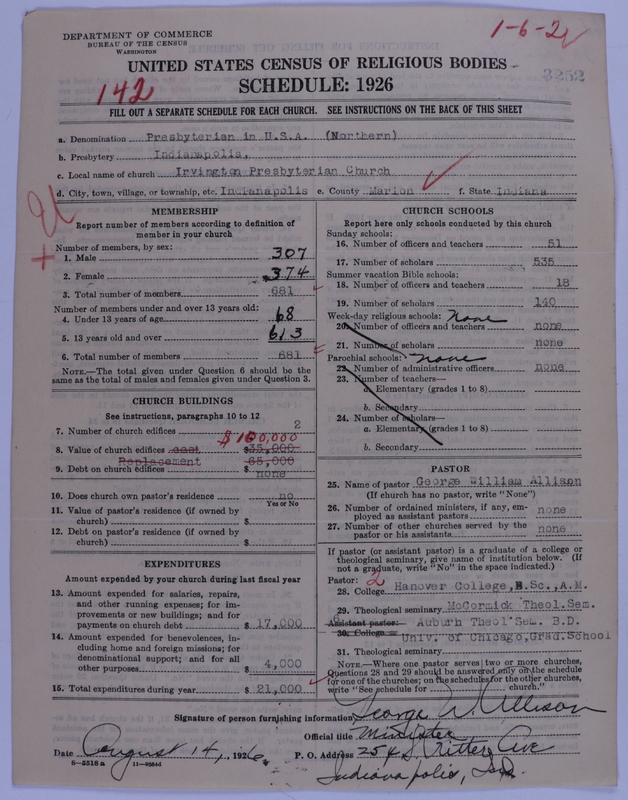 DEPARTMENT OF COMMERCE
BUREAU OF THE CENSUS
WASHINGTON
1-6-2
UNITED STATES CENSUS OF RELIGIOUS BODIES
3252
SCHEDULE: 1926
142
FILL OUT A SEPARATE SCHEDULE FOR EACH CHURCH. SEE INSTRUCTIONS ON THE BACK OF THIS SHEET
a. Denomination Presbyterian in U.S.A. (Northern)
b. Presbytery Indianapolis,
c. Local name of church Irvington Presbyterian Church
d. City, town, village, or township, etc. Indianapolis e. County Marion f. State Indiana
MEMBERSHIP
Report number of members according to definition of member in your church
Number of members, by sex:
1. Male 307
2. Female 374
3. Total number of members 681
Number of members under and over 13 years old:
4. Under 13 years of age 68
5. 13 years old and over 613
6. Total number of members 681
NOTE.—The total given under Question 6 should be same as the total of males and females given under Question 3.
CHURCH BUILDINGS
See instructions, paragraphs 10 to 12
7. Number of church edifices 2
$100,000
8. Value of church edifices cost $35,000
Replacement 65,000
9. Debt on church edifices $ none
10. Does church own pastor's residence no
Yes or No
11. Value of pastor's residence (if owned by
church) $
12. Debt on pastor's residence (if owned by
church) $
EXPENDITURES
Amount expended by your church during last fiscal year
13. Amount expended for salaries, repairs,
and other running expenses; for im-
provements or new buildings; and for
payments on church debt $ 17,000
14. Amount expended for benevolences, in-
cluding home and foreign missions; for
denominational support; and for all
other purposes $ 4,000
15. Total expenditures during year $ 21,000
CHURCH SCHOOLS
Report here only schools conducted by this church
Sunday schools:
16. Number of officers and teachers 51
17. Number of scholars 535
Summer vacation Bible schools:
18. Number of officers and teachers 18
19. Number of scholars 140
Week-day religious schools: none
20. Number of officers and teachers none
21. Number of scholars none
Parochial schools: none
22. Number of administrative officers none
23. Number of teachers—
a. Elementary (grades 1 to 8)
b. Secondary
24. Number of scholars—
a. Elementary (grades 1 to 8)
b. Secondary
PASTOR
25. Name of pastor George William Allison
(If church has no pastor, write "None")
26. Number of ordained ministers, if any, em-
ployed as assistant pastors none
27. Number of other churches served by the
pastor or his assistants none
If pastor (or assistant pastor) is a graduate of a college or
theological seminary, give name of institution below. (If
not a graduate, write "No" in the space indicated.)
Pastor: 2
28. College Hanover College, B.Sc., A.M.
29. Theological seminary McCormick Theol. Sem.
Assistant pastor: Auburn Theol Sem. B.D.
30. College Univ. of Chicago, Grad. School
31. Theological seminary
NOTE.—Where one pastor serves two or more churches,
Questions 28 and 29 should be answered only on the schedule
for one of the churches; on the schedules for the other churches,
write "See schedule for church."
Signature of person furnishing information George W. Allison
Official title Minister
Date August 14, 1926 P. O. Address 254 S. Ritter Ave
8-5518 a
Indianapolis, Ind.